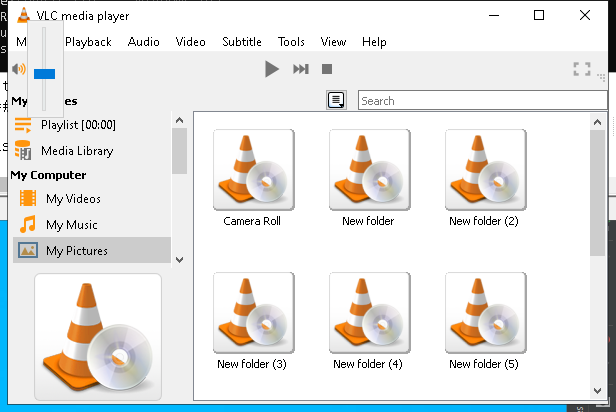 VLC media player
M
Playback
Audio
Video
Subtitle
Tools
View
Help
My
es
Search
Playlist [00:00]
Media Library
My Computer
My Videos
My Music
My Pictures
Camera Roll
New folder
New folder (2)
New folder (3)
New folder (4)
New folder (5)